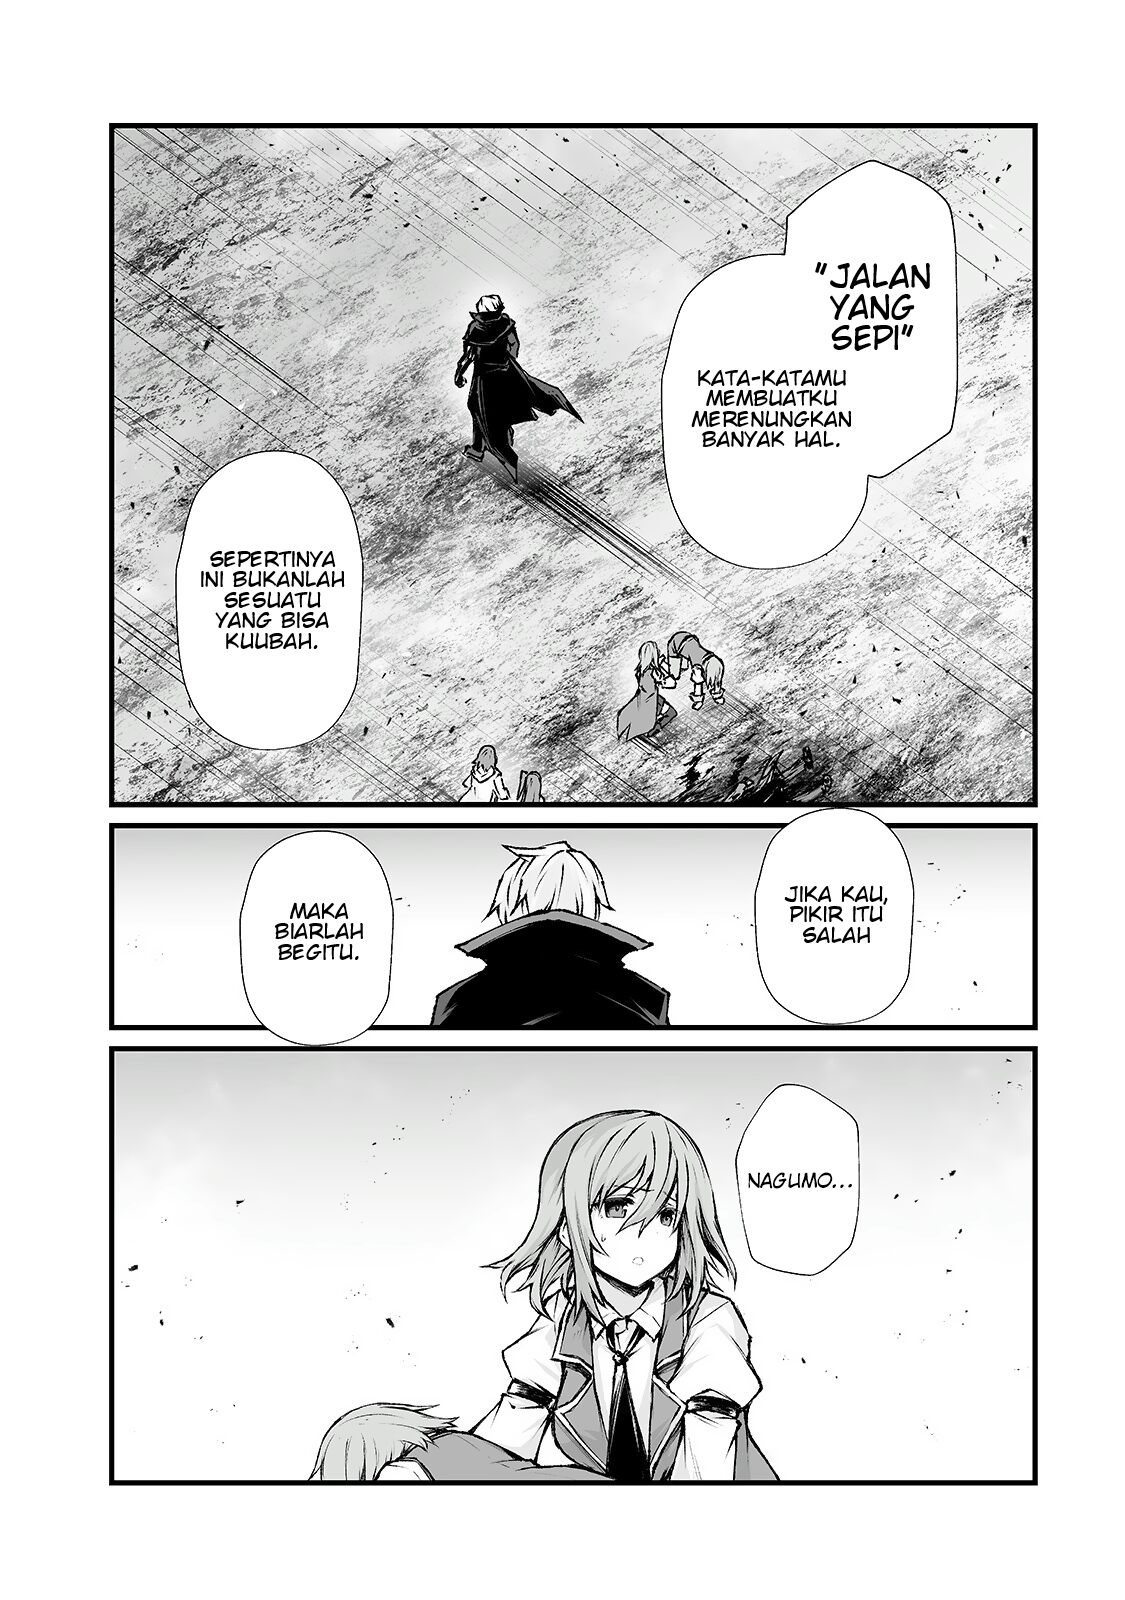 "JALAN
YANG
SEPI"
KATA-KATAMU
MEMBUATKU
MERENUNGKAN
BANYAK HAL.
SEPERTINYA
INI BUKANLAH
SESUATU
YANG BISA
KUUBAH.
JIKA KAU,
PIKIR ITU
SALAH
MAKA
BIARLAH
BEGITU.
NAGUMO...